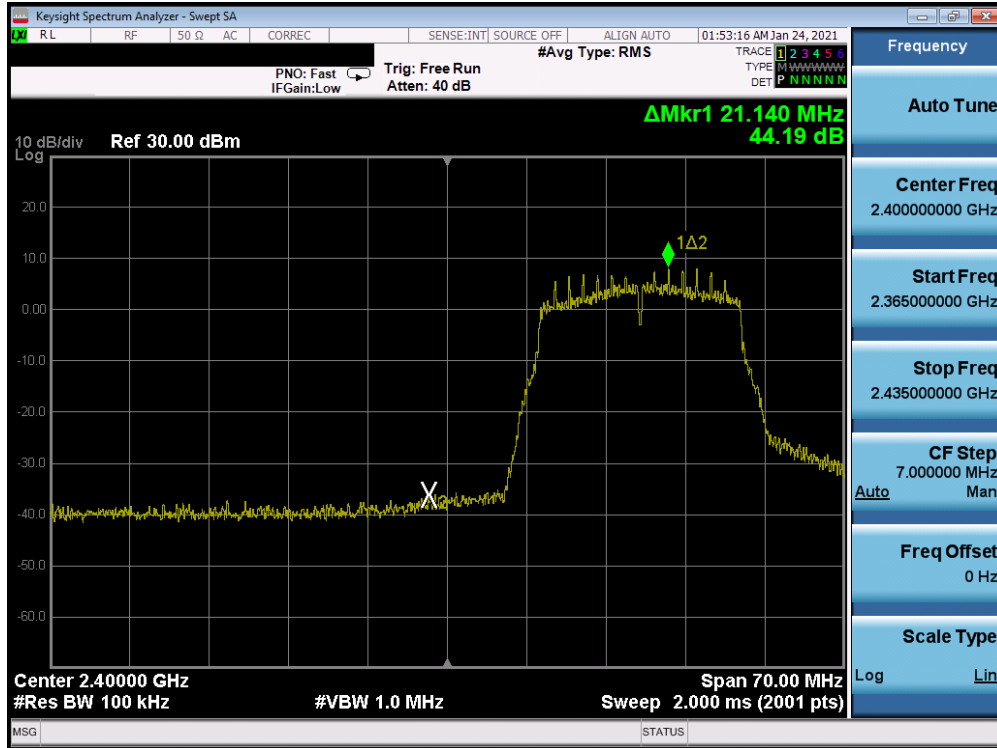 Keysight Spectrum Analyzer - Swept SA
LXI RL RF 50 Ω AC CORREC SENSE:INT SOURCE OFF ALIGN AUTO 01:53:16 AM Jan 24, 2021
#Avg Type: RMS TRACE 1 2 3 4 5 6
PNO: Fast Trig: Free Run TYPE M W W W W W
IFGain:Low Atten: 40 dB DET P N N N N N
ΔMkr1 21.140 MHz
44.19 dB
10 dB/div Ref 30.00 dBm
Log
20.0
10.0
0.00
-10.0
-20.0
-30.0
-40.0
-50.0
-60.0
1Δ2
X2
Center 2.40000 GHz Span 70.00 MHz
#Res BW 100 kHz #VBW 1.0 MHz Sweep 2.000 ms (2001 pts)
MSG STATUS
Frequency
Auto Tune
Center Freq
2.400000000 GHz
Start Freq
2.365000000 GHz
Stop Freq
2.435000000 GHz
CF Step
7.000000 MHz
Auto Man
Freq Offset
0 Hz
Scale Type
Log Lin